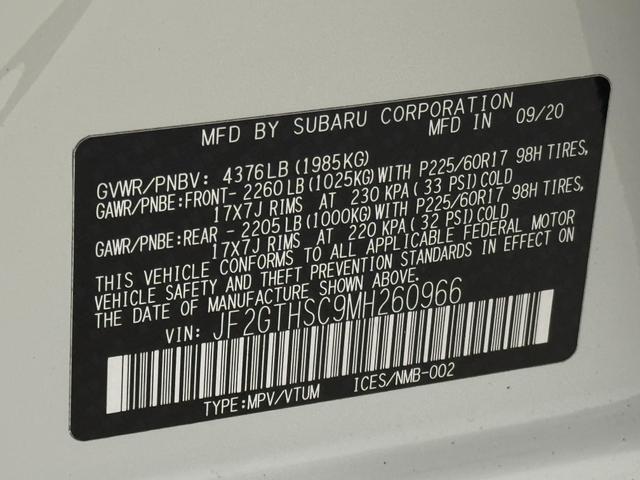 MFD BY SUBARU CORPORATION
MFD IN 09/20
GVWR/PNBV: 4376LB(1985KG)
GAWR/PNBE:FRONT-2260LB(1025KG)WITH P225/60R17 98H TIRES,
17X7J RIMS AT 230 KPA(33 PSI)COLD
GAWR/PNBE:REAR -2205LB(1000KG)WITH P225/60R17 98H TIRES,
17X7J RIMS AT 220 KPA(32 PSI)COLD
THIS VEHICLE CONFORMS TO ALL APPLICABLE FEDERAL MOTOR
VEHICLE SAFETY AND THEFT PREVENTION STANDARDS IN EFFECT ON
THE DATE OF MANUFACTURE SHOWN ABOVE.
VIN: JF2GTHSC9MH260966
TYPE:MPV/VTUM ICES/NMB-002